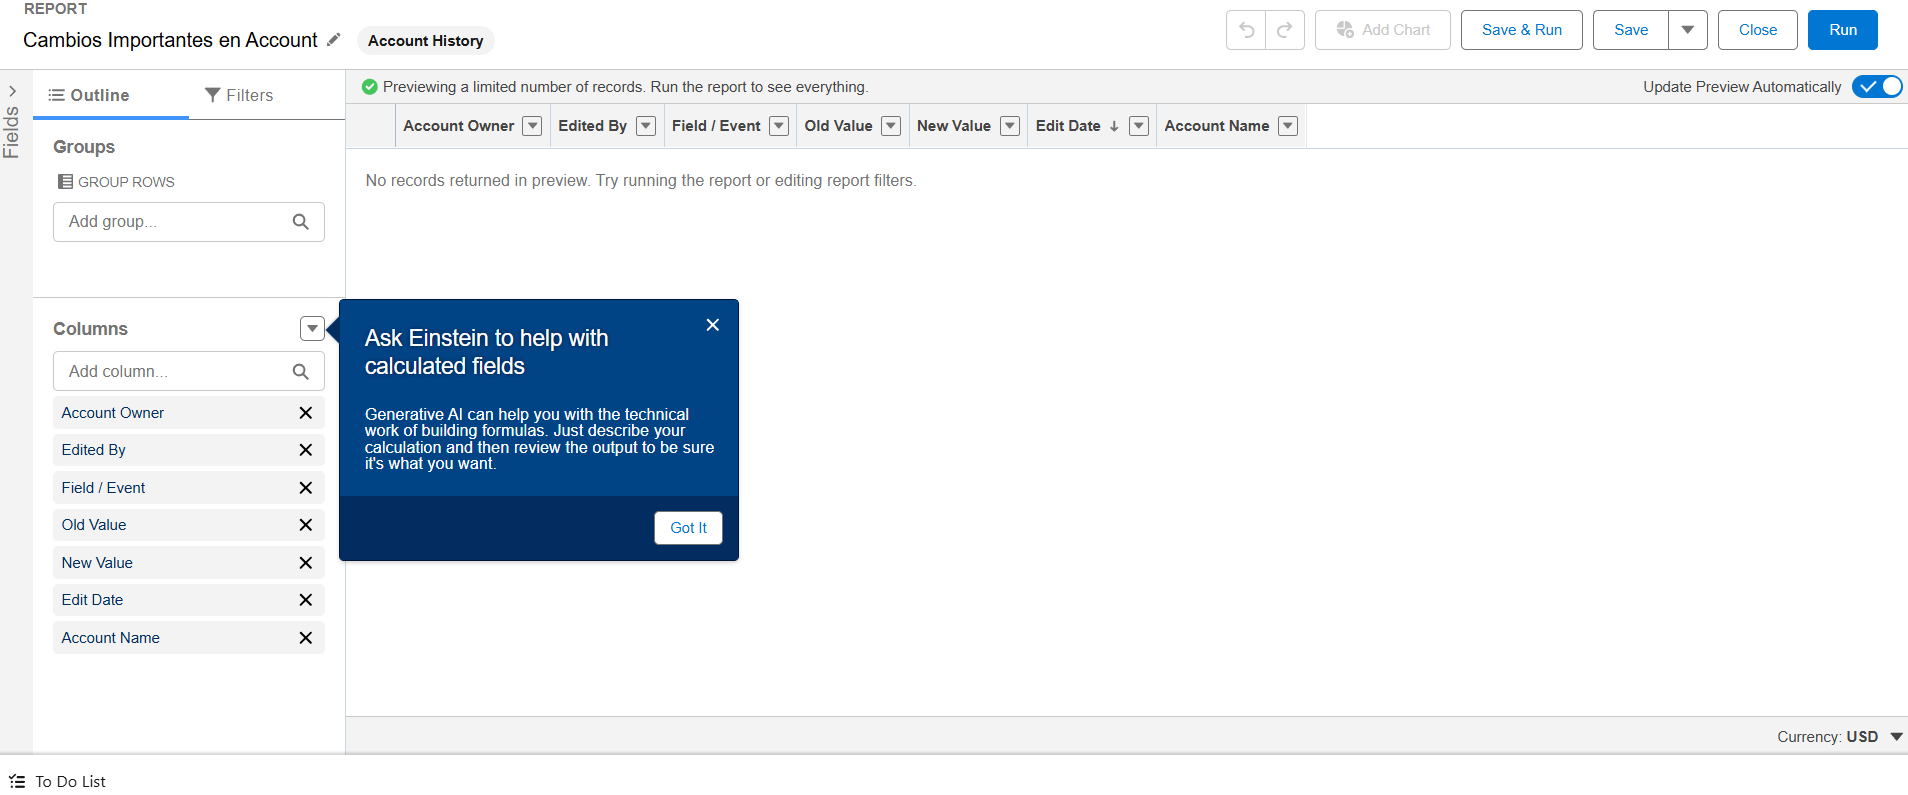 REPORT
Cambios Importantes en Account
Account History
Add Chart
Save & Run
Save
Close
Run
Fields
Outline
Filters
Previewing a limited number of records. Run the report to see everything.
Update Preview Automatically
Groups
GROUP ROWS
Add group...
Account Owner
Edited By
Field / Event
Old Value
New Value
Edit Date
Account Name
No records returned in preview. Try running the report or editing report filters.
Columns
Add column...
Account Owner
Edited By
Field / Event
Old Value
New Value
Edit Date
Account Name
Ask Einstein to help with
calculated fields
Generative AI can help you with the technical
work of building formulas. Just describe your
calculation and then review the output to be sure
it's what you want.
Got It
Currency: USD
To Do List